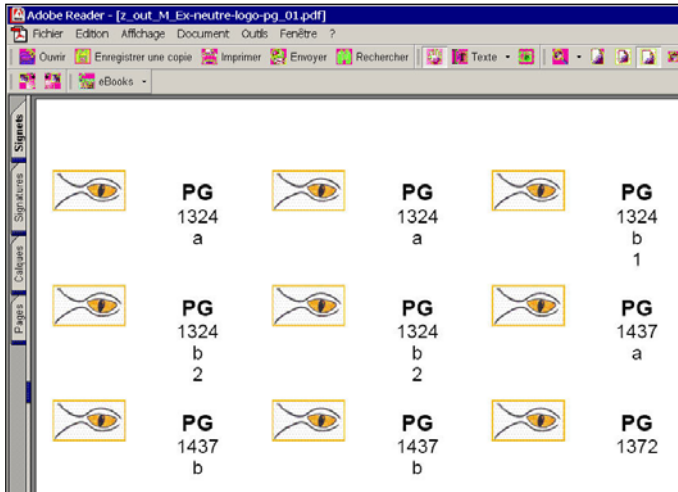 Adobe Reader - [z_out_M_Ex-neutre-logo-pg_01.pdf]
Fichier Edition Affichage Document Outils Fenêtre ?
Ouvrir Enregistrer une copie Imprimer Envoyer Rechercher Texte
eBooks
Signets
Signatures
Calques
Pages
PG
1324
a
PG
1324
a
PG
1324
b
1
PG
1324
b
2
PG
1324
b
2
PG
1437
a
PG
1437
b
PG
1437
b
PG
1372